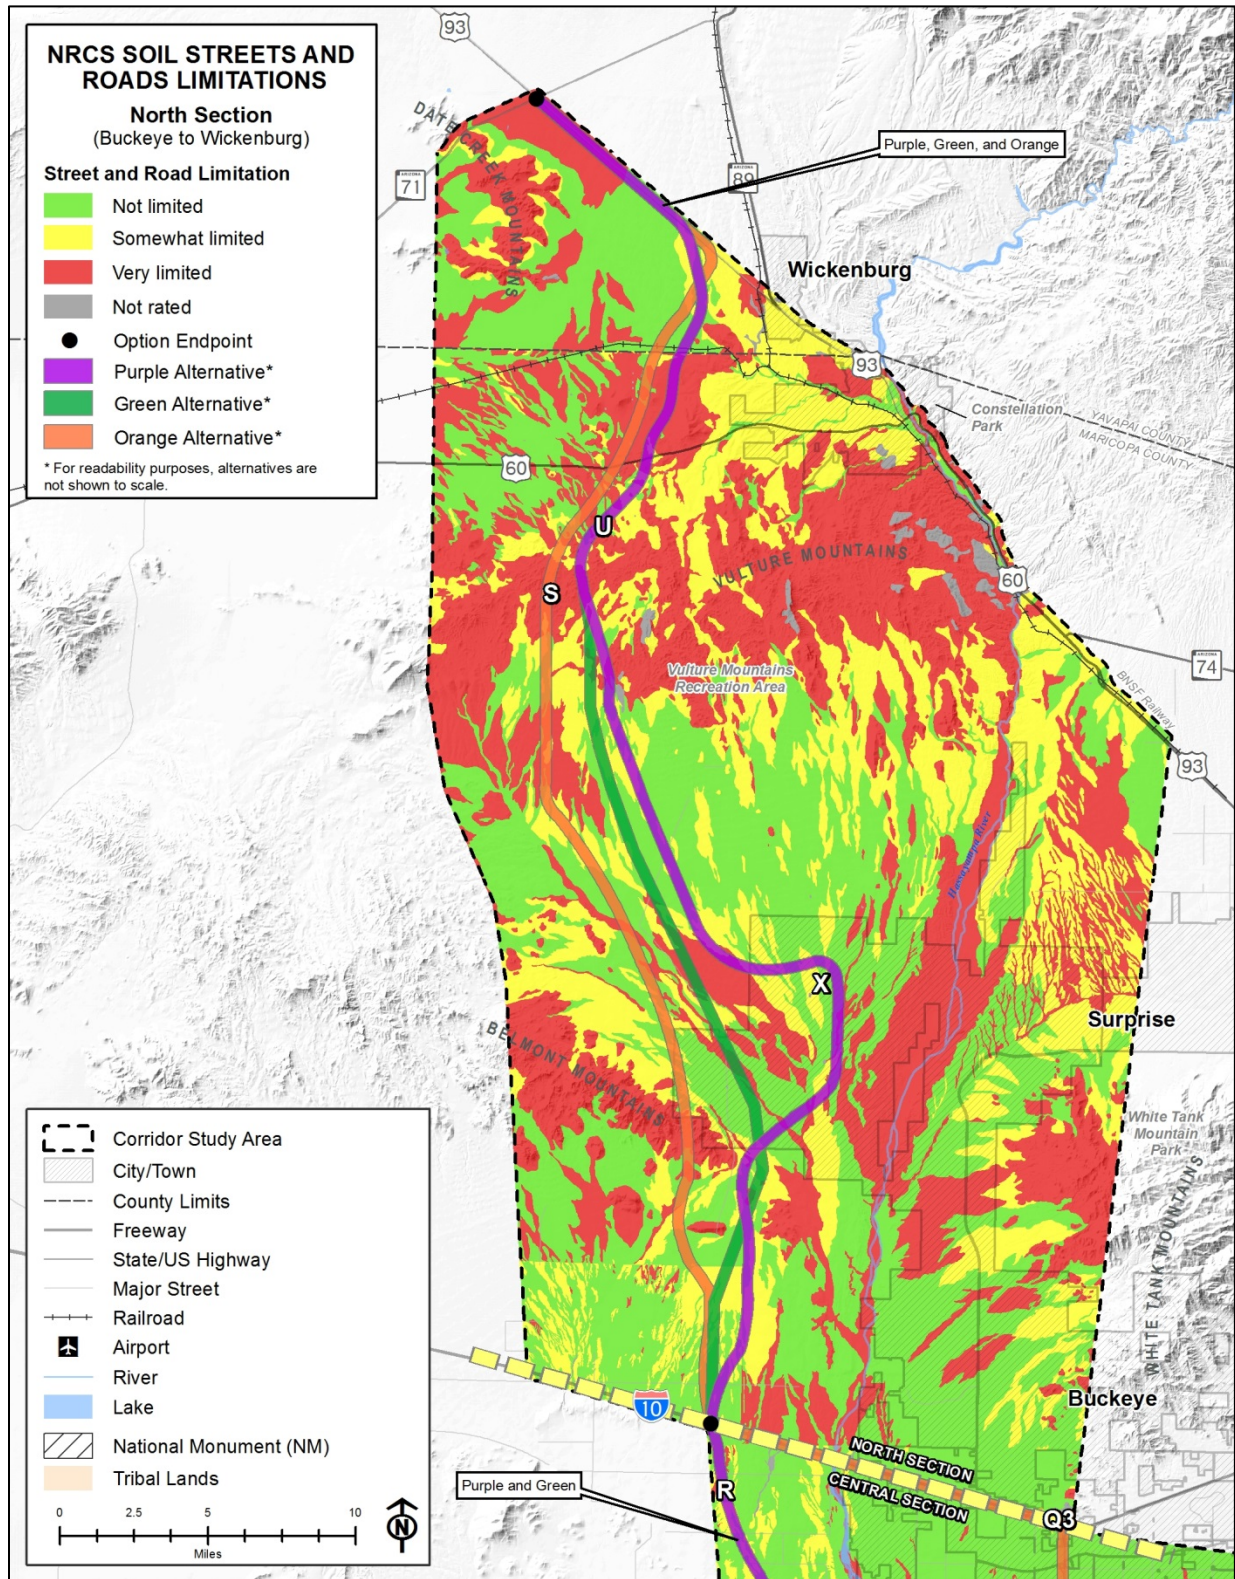 NRCS SOIL STREETS AND
ROADS LIMITATIONS
North Section
(Buckeye to Wickenburg)
Street and Road Limitation
Not limited
Somewhat limited
Very limited
Not rated
Option Endpoint
Purple Alternative*
Green Alternative*
Orange Alternative*
* For readability purposes, alternatives are
not shown to scale.
93
DATE CREEK MOUNTAINS
ARIZONA
71
Purple, Green, and Orange
ARIZONA
89
Wickenburg
93
Constellation
Park
YAVAPAI COUNTY
MARICOPA COUNTY
60
U
S
VULTURE MOUNTAINS
60
Vulture Mountains
Recreation Area
ARIZONA
74
BNSF Railway
93
Hassayampa River
X
Surprise
BELMONT MOUNTAINS
White Tank
Mountain
Park
WHITE TANK MOUNTAINS
Buckeye
10
NORTH SECTION
CENTRAL SECTION
Purple and Green
R
Q3
Corridor Study Area
City/Town
County Limits
Freeway
State/US Highway
Major Street
Railroad
Airport
River
Lake
National Monument (NM)
Tribal Lands
0 2.5 5 10
Miles
N